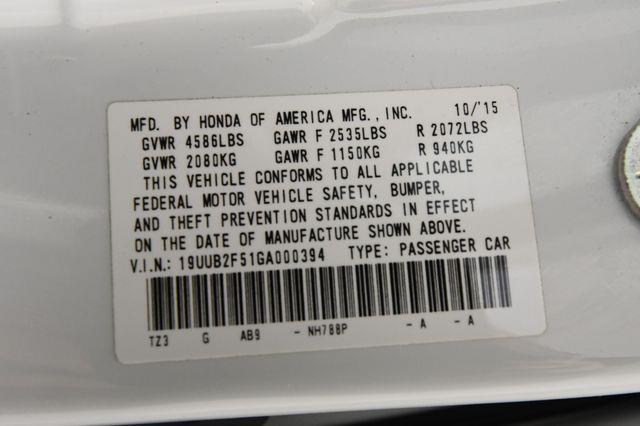 MFD. BY HONDA OF AMERICA MFG., INC. 10/'15
GVWR 4586LBS GAWR F 2535LBS R 2072LBS
GVWR 2080KG GAWR F 1150KG R 940KG
THIS VEHICLE CONFORMS TO ALL APPLICABLE
FEDERAL MOTOR VEHICLE SAFETY, BUMPER,
AND THEFT PREVENTION STANDARDS IN EFFECT
ON THE DATE OF MANUFACTURE SHOWN ABOVE.
V.I.N.: 19UUB2F51GA000394 TYPE: PASSENGER CAR
TZ3 G AB9 - NH788P - A - A